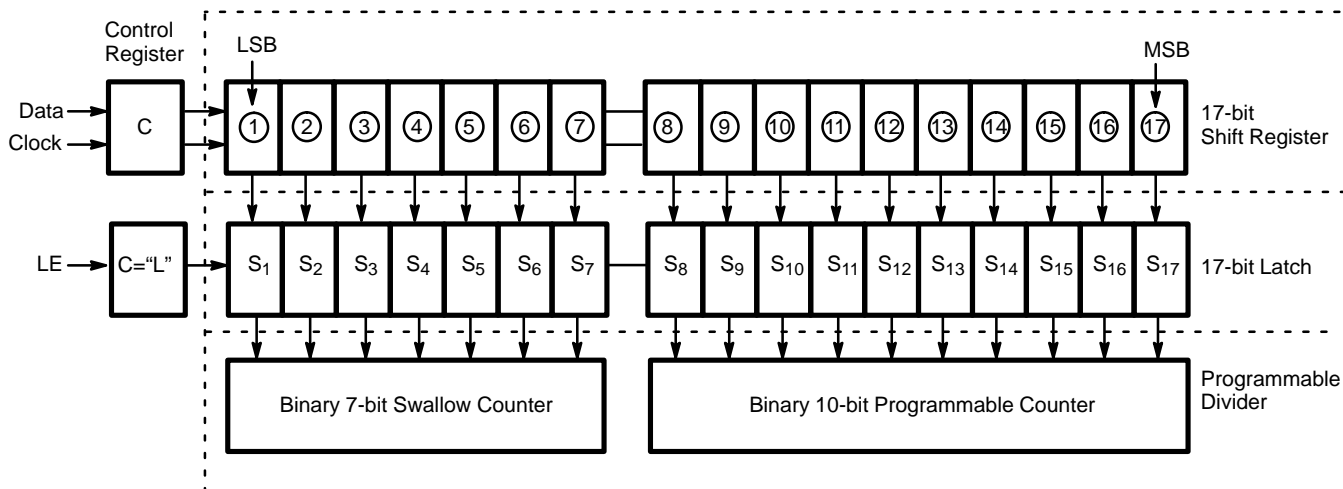 Control
Register
LSB
MSB
Data
Clock
C
1 2 3 4 5 6 7 8 9 10 11 12 13 14 15 16 17
17-bit
Shift Register
LE
C=“L”
S1 S2 S3 S4 S5 S6 S7 S8 S9 S10 S11 S12 S13 S14 S15 S16 S17
17-bit Latch
Binary 7-bit Swallow Counter
Binary 10-bit Programmable Counter
Programmable
Divider